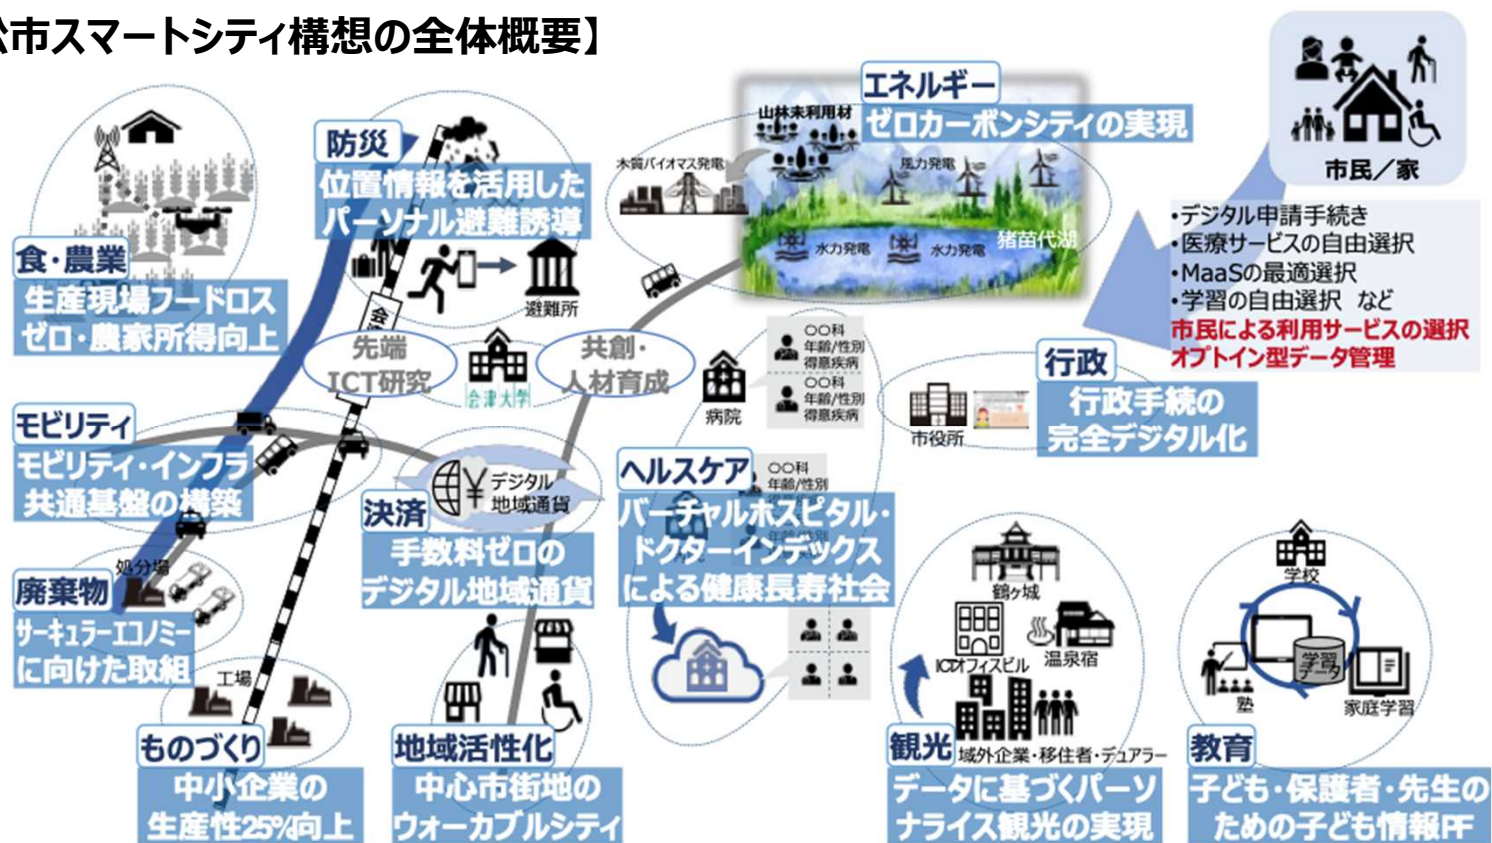 市スマートシティ構想の全体概要】
エネルギー
ゼロカーボンシティの実現
山林未利用材
木質バイオマス発電
風力発電
水力発電
水力発電
猪苗代湖
市民／家
•デジタル申請手続き
•医療サービスの自由選択
•MaaSの最適選択
•学習の自由選択 など
市民による利用サービスの選択
オプトイン型データ管理
防災
位置情報を活用した
パーソナル避難誘導
避難所
食・農業
生産現場フードロス
ゼロ・農家所得向上
会
先端
ICT研究
会津大学
共創・
人材育成
病院
〇〇科
年齢/性別
得意疾病
〇〇科
年齢/性別
得意疾病
行政
行政手続の
完全デジタル化
市役所
モビリティ
モビリティ・インフラ
共通基盤の構築
決済
デジタル
地域通貨
手数料ゼロの
デジタル地域通貨
ヘルスケア
〇〇科
年齢/性別
バーチャルホスピタル・
ドクターインデックス
による健康長寿社会
廃棄物
処分場
サーキュラーエコノミー
に向けた取組
工場
ものづくり
中小企業の
生産性25%向上
地域活性化
中心市街地の
ウォーカブルシティ
鶴ヶ城
ICTオフィスビル
温泉宿
観光
域外企業・移住者・デュアラー
データに基づくパーソ
ナライス観光の実現
学校
学習
データ
塾
家庭学習
教育
子ども・保護者・先生の
ための子ども情報PF